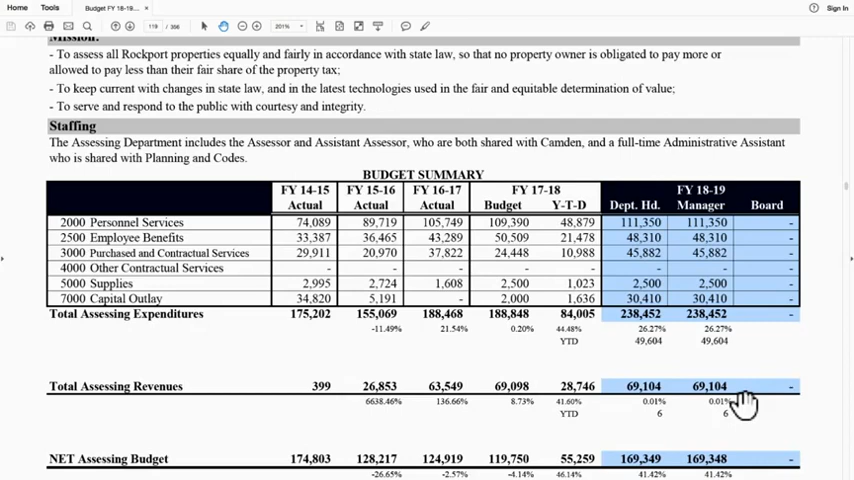 Home Tools Budget FY 18-19.... × Sign In
119 / 356 201%
Mission:
- To assess all Rockport properties equally and fairly in accordance with state law, so that no property owner is obligated to pay more or
allowed to pay less than their fair share of the property tax;
- To keep current with changes in state law, and in the latest technologies used in the fair and equitable determination of value;
- To serve and respond to the public with courtesy and integrity.
Staffing
The Assessing Department includes the Assessor and Assistant Assessor, who are both shared with Camden, and a full-time Administrative Assistant
who is shared with Planning and Codes.
BUDGET SUMMARY
FY 14-15 FY 15-16 FY 16-17 FY 17-18 FY 18-19
Actual Actual Actual Budget Y-T-D Dept. Hd. Manager Board
2000 Personnel Services 74,089 89,719 105,749 109,390 48,879 111,350 111,350 -
2500 Employee Benefits 33,387 36,465 43,289 50,509 21,478 48,310 48,310 -
3000 Purchased and Contractual Services 29,911 20,970 37,822 24,448 10,988 45,882 45,882 -
4000 Other Contractual Services - - - - - - - -
5000 Supplies 2,995 2,724 1,608 2,500 1,023 2,500 2,500 -
7000 Capital Outlay 34,820 5,191 - 2,000 1,636 30,410 30,410 -
Total Assessing Expenditures 175,202 155,069 188,468 188,848 84,005 238,452 238,452 -
-11.49% 21.54% 0.20% 44.48% 26.27% 26.27%
YTD 49,604 49,604
Total Assessing Revenues 399 26,853 63,549 69,098 28,746 69,104 69,104 -
6638.46% 136.66% 8.73% 41.60% 0.01% 0.01%
YTD 6 6
NET Assessing Budget 174,803 128,217 124,919 119,750 55,259 169,349 169,348 -
-26.65% -2.57% -4.14% 46.14% 41.42% 41.42%